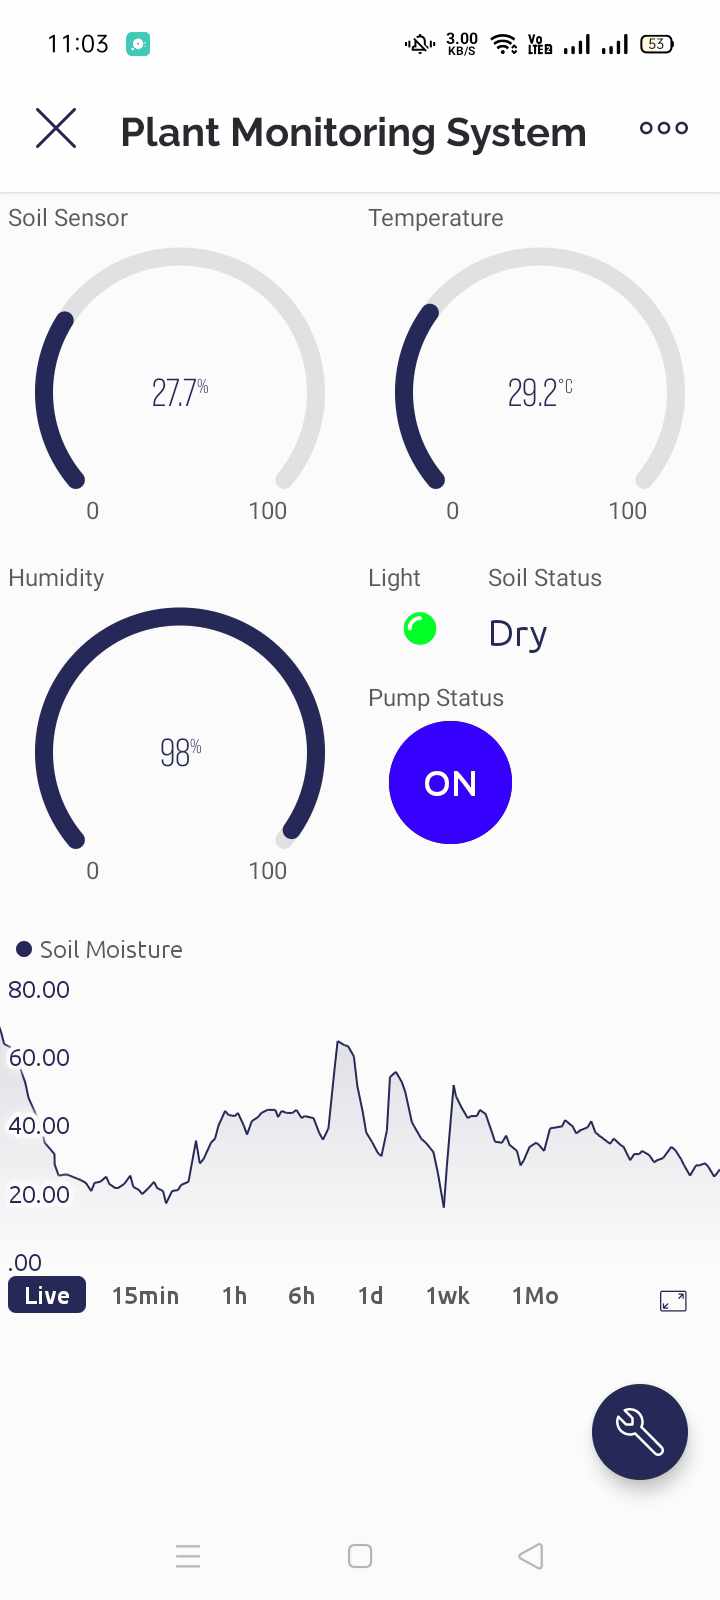 11:03
3.00
KB/S
Vo
LTE2
53
Plant Monitoring System
Soil Sensor
Temperature
27.7%
29.2°C
0 100
0 100
Humidity
Light
Soil Status
Dry
Pump Status
98%
ON
0 100
Soil Moisture
80.00
60.00
40.00
20.00
.00
Live 15min 1h 6h 1d 1wk 1Mo